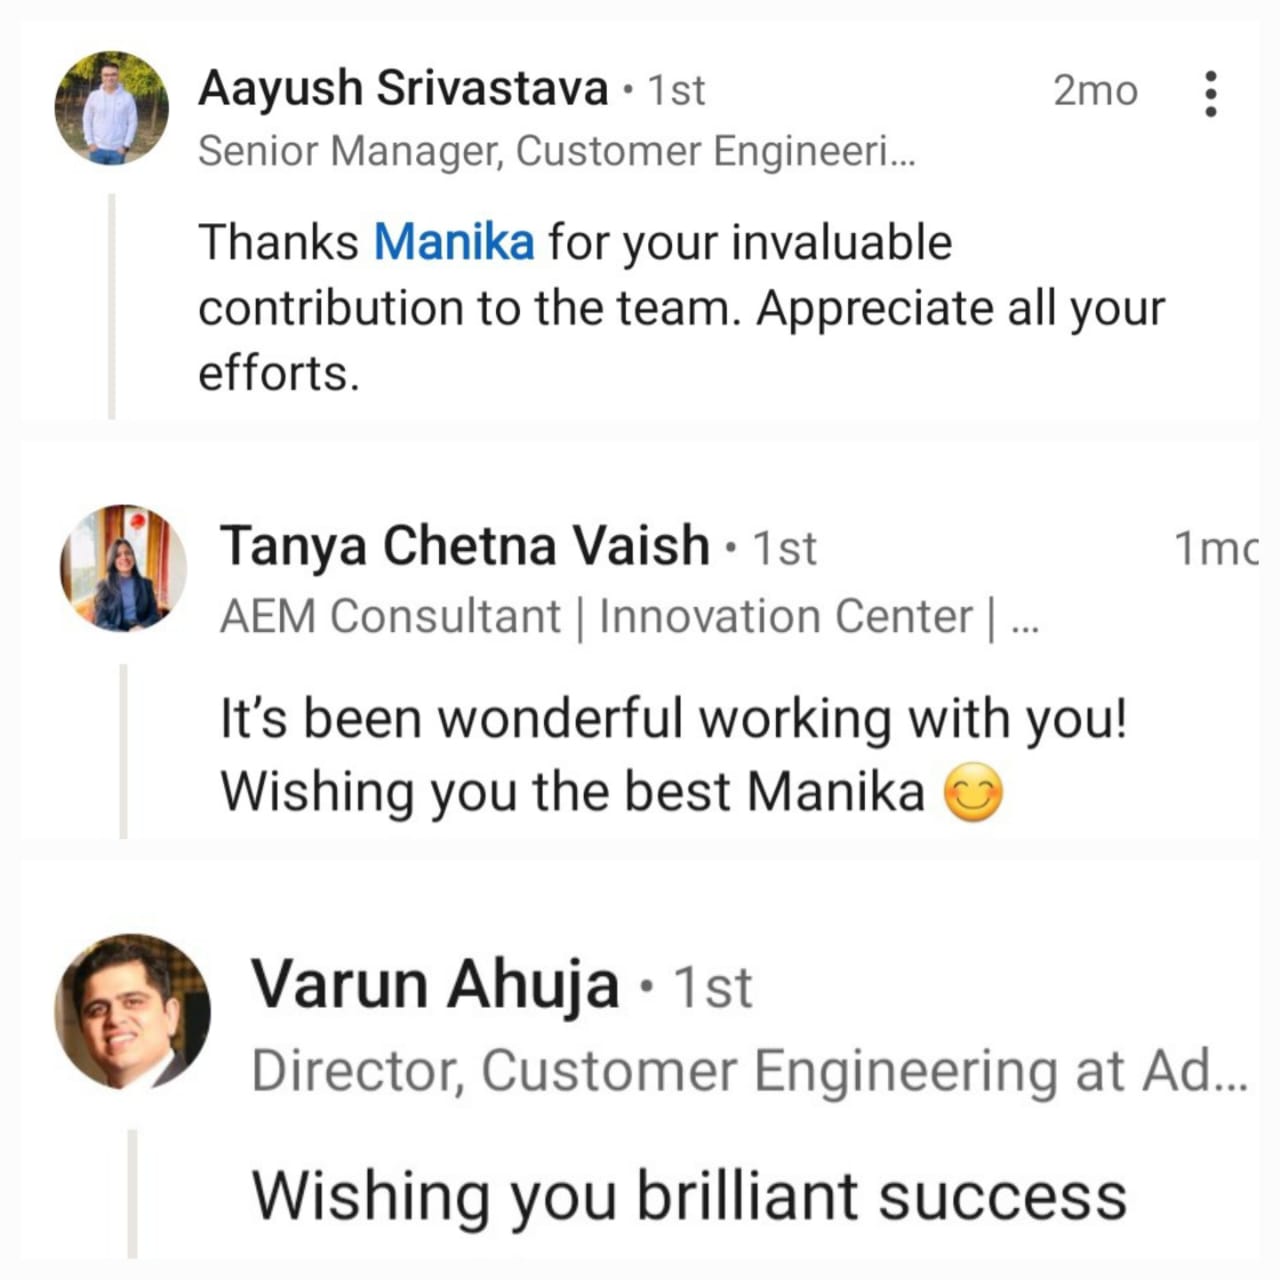 Aayush Srivastava • 1st 2mo
Senior Manager, Customer Engineeri...
Thanks Manika for your invaluable
contribution to the team. Appreciate all your
efforts.
Tanya Chetna Vaish • 1st 1mo
AEM Consultant | Innovation Center | ...
It’s been wonderful working with you!
Wishing you the best Manika 😊
Varun Ahuja • 1st
Director, Customer Engineering at Ad...
Wishing you brilliant success